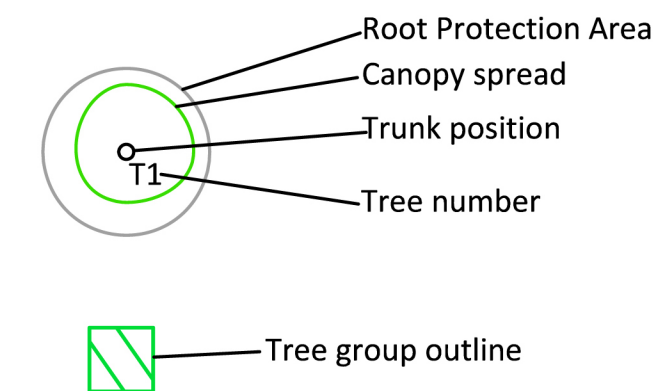 Root Protection Area
Canopy spread
Trunk position
T1
Tree number
Tree group outline